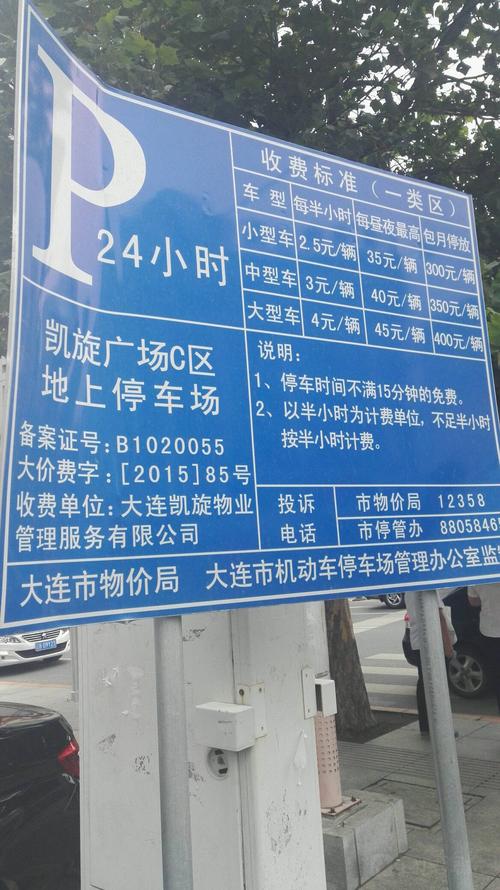 P
24小时
收费标准（一类区）
车 型 每半小时 每昼夜最高 包月停放
小型车 2.5元/辆 35元/辆 300元/辆
中型车 3元/辆 40元/辆 350元/辆
大型车 4元/辆 45元/辆 400元/辆
凯旋广场C区
地上停车场
备案证号：B1020055
大价费字：[2015]85号
收费单位：大连凯旋物业
管理服务有限公司
说明：
1、停车时间不满15分钟的免费。
2、以半小时为计费单位，不足半小时
按半小时计费。
投诉
电话
市物价局 12358
市停管办 8805846
大连市物价局 大连市机动车停车场管理办公室监